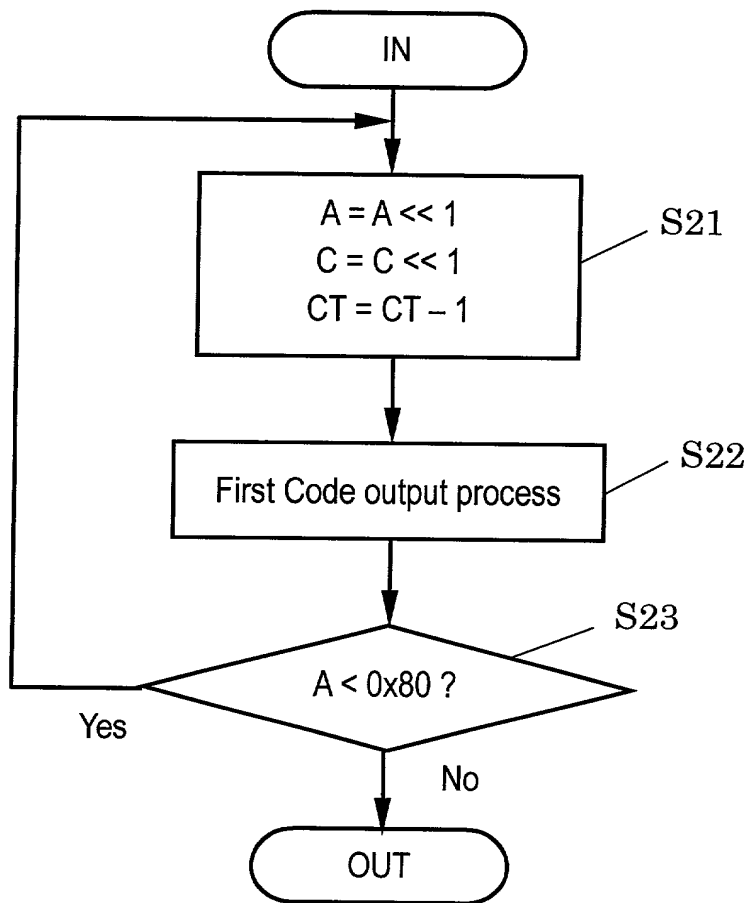 IN
A = A << 1
C = C << 1
CT = CT – 1
S21
First Code output process
S22
A < 0x80 ?
S23
Yes
No
OUT